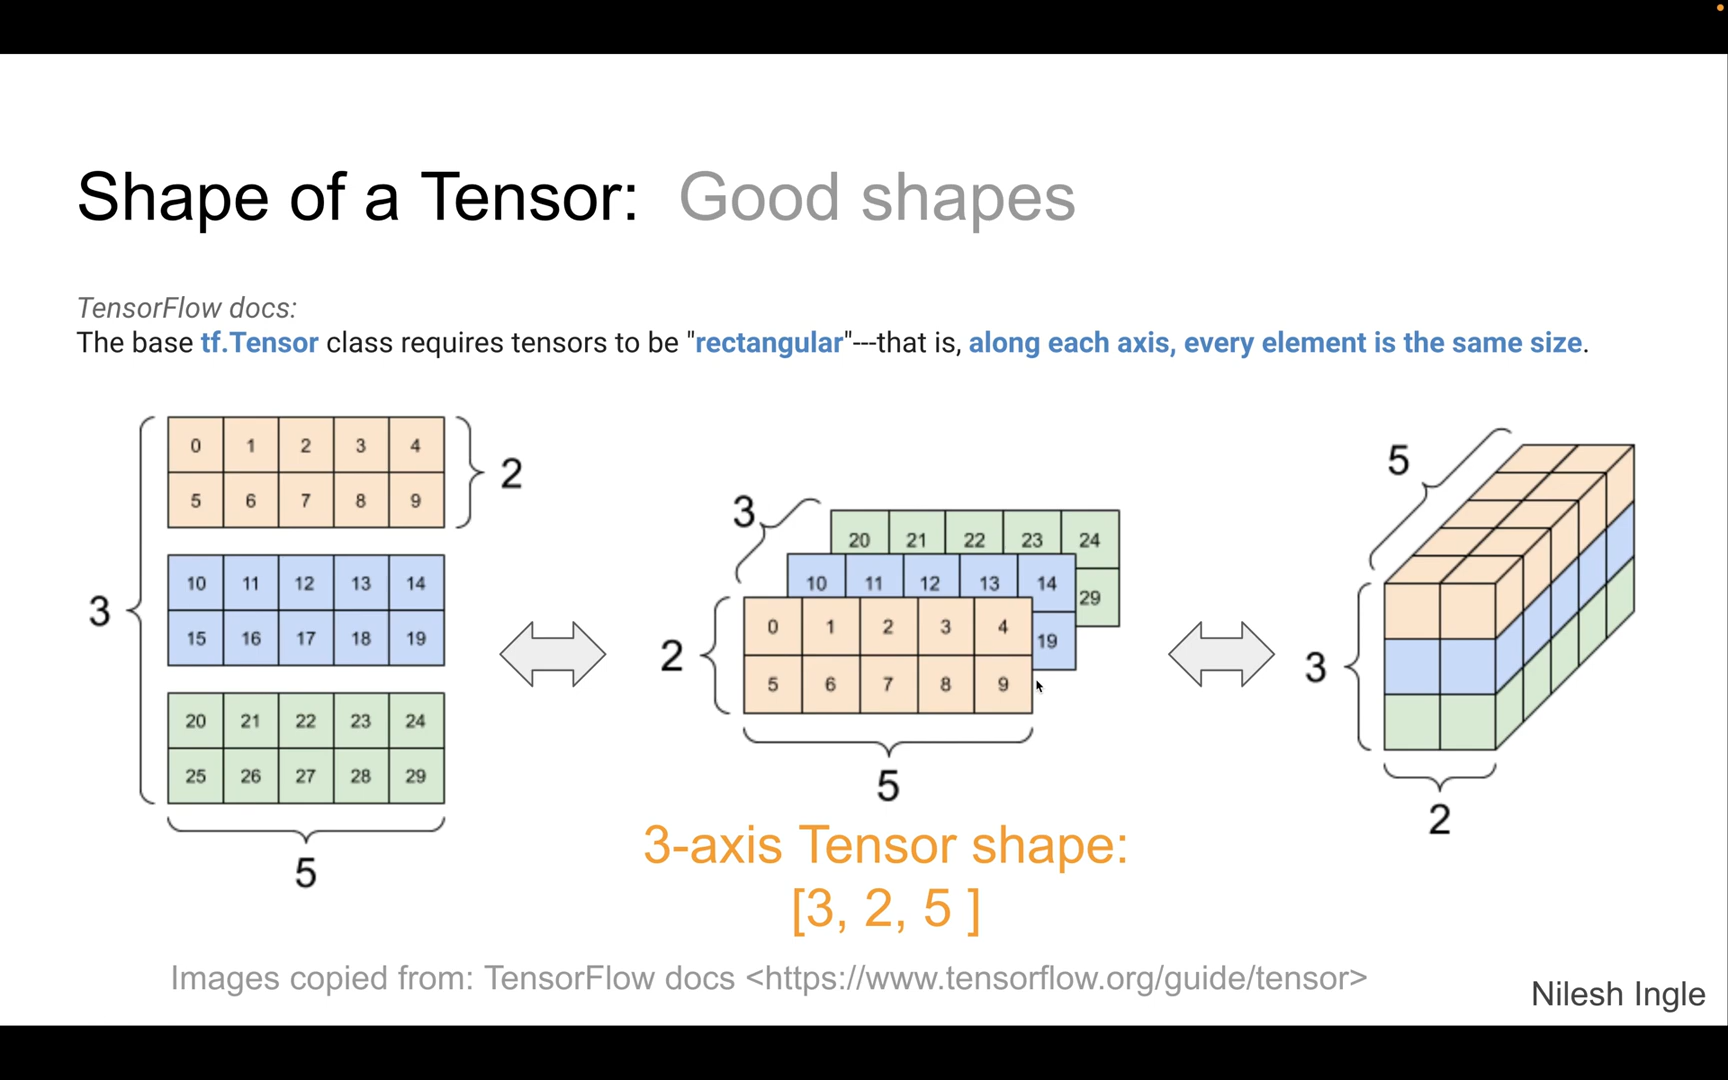 Shape of a Tensor: Good shapes
TensorFlow docs:
The base tf.Tensor class requires tensors to be "rectangular"---that is, along each axis, every element is the same size.
3
0 1 2 3 4
5 6 7 8 9
2
10 11 12 13 14
15 16 17 18 19
20 21 22 23 24
25 26 27 28 29
5
3
20 21 22 23 24
29
10 11 12 13 14
19
2
0 1 2 3 4
5 6 7 8 9
5
5
3
2
3-axis Tensor shape:
[3, 2, 5 ]
Images copied from: TensorFlow docs <https://www.tensorflow.org/guide/tensor>
Nilesh Ingle